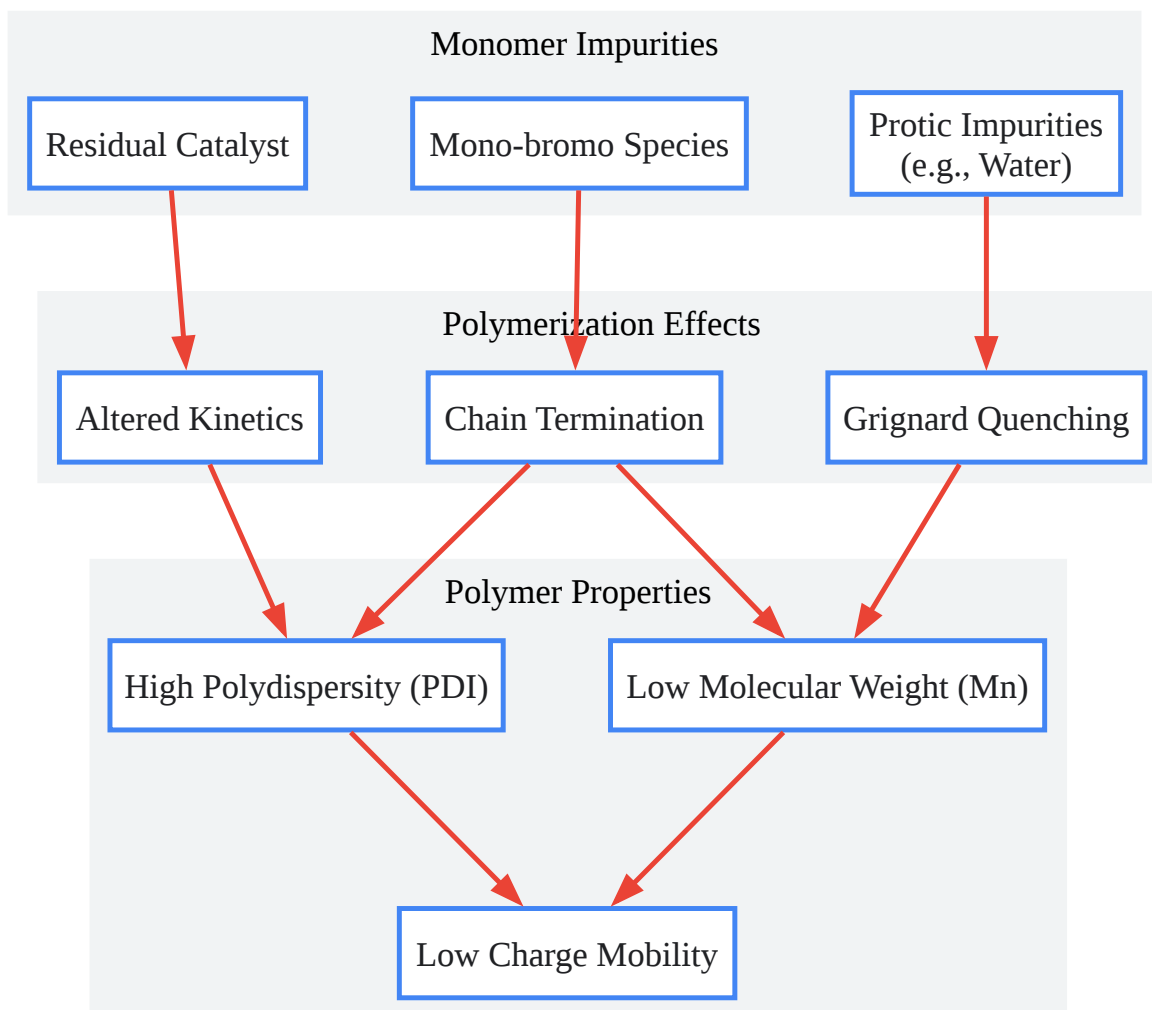 Monomer Impurities
Residual Catalyst
Mono-bromo Species
Protic Impurities
(e.g., Water)
Polymerization Effects
Altered Kinetics
Chain Termination
Grignard Quenching
Polymer Properties
High Polydispersity (PDI)
Low Molecular Weight (Mn)
Low Charge Mobility